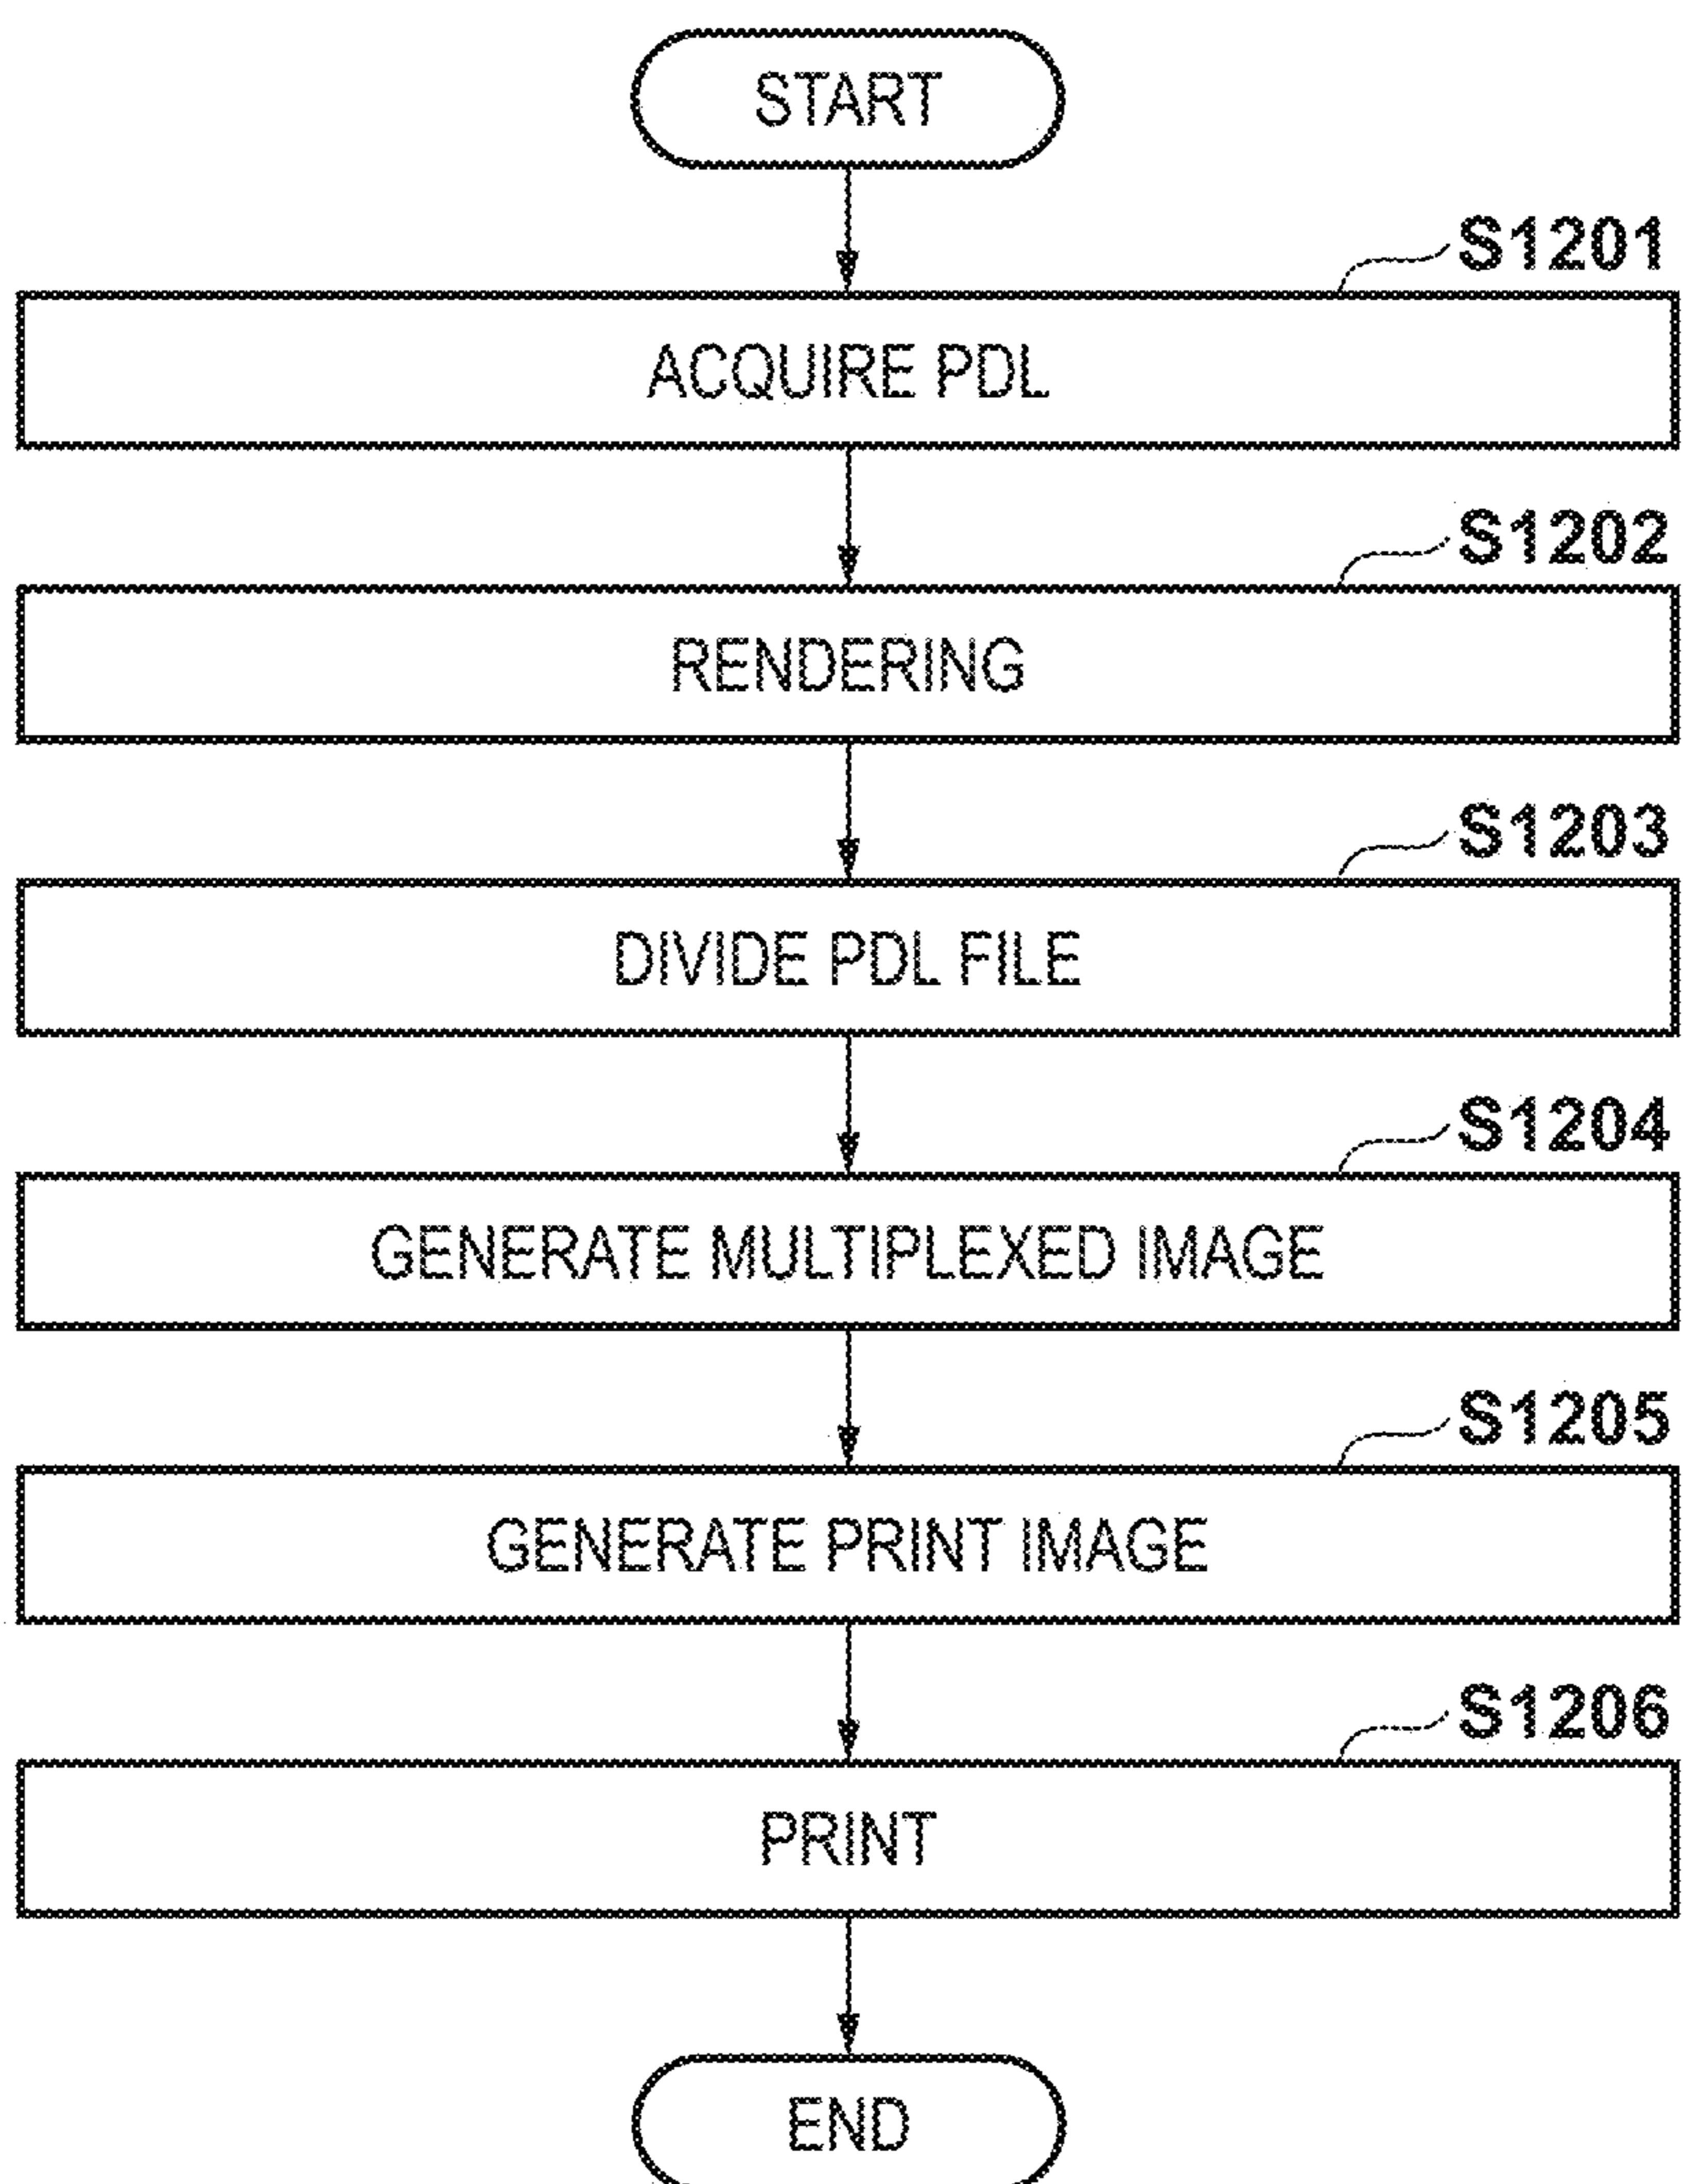 START
S1201
ACQUIRE PDL
S1202
RENDERING
S1203
DIVIDE PDL FILE
S1204
GENERATE MULTIPLEXED IMAGE
S1205
GENERATE PRINT IMAGE
S1206
PRINT
END